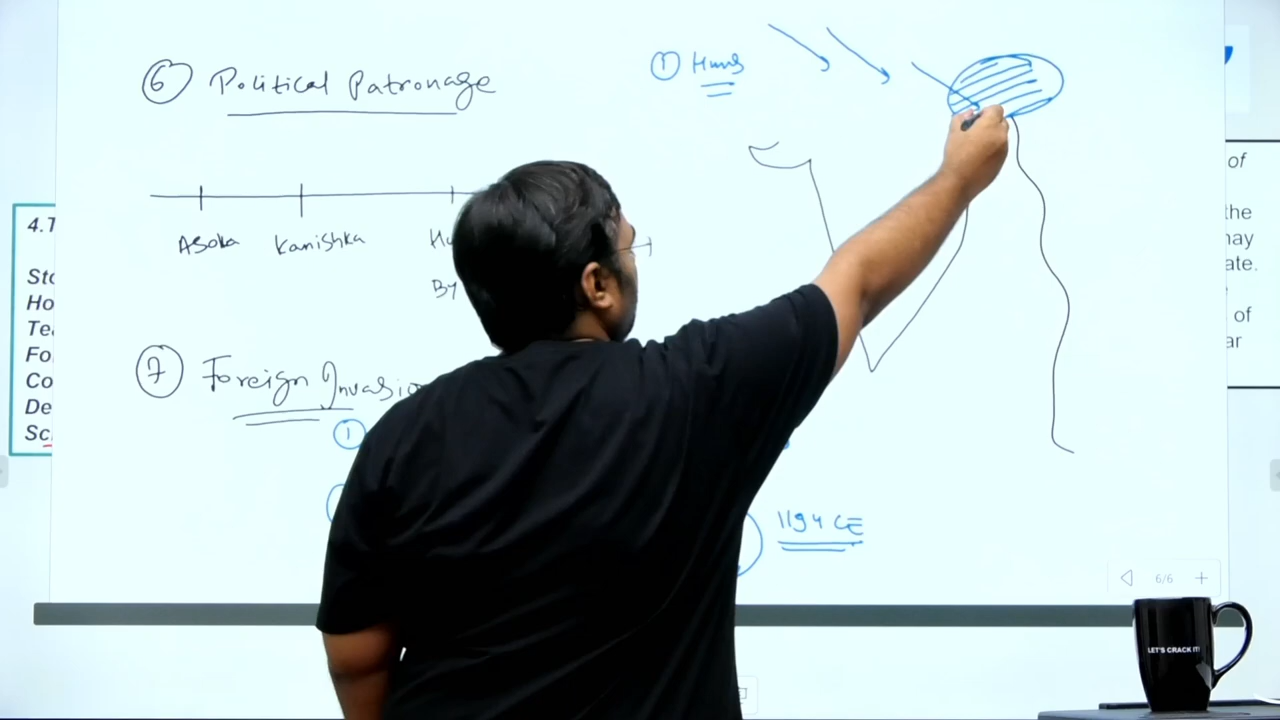 ⑥ Political Patronage
Asoka Kanishka Hu
By
⑦ Foreign Invasio
①
① Huns
1194 CE
4.T
Sto
Ho
Te
Fo
Co
De
Sc
of
the
nay
ate.
of
ar
6/6
LET'S CRACK IT!